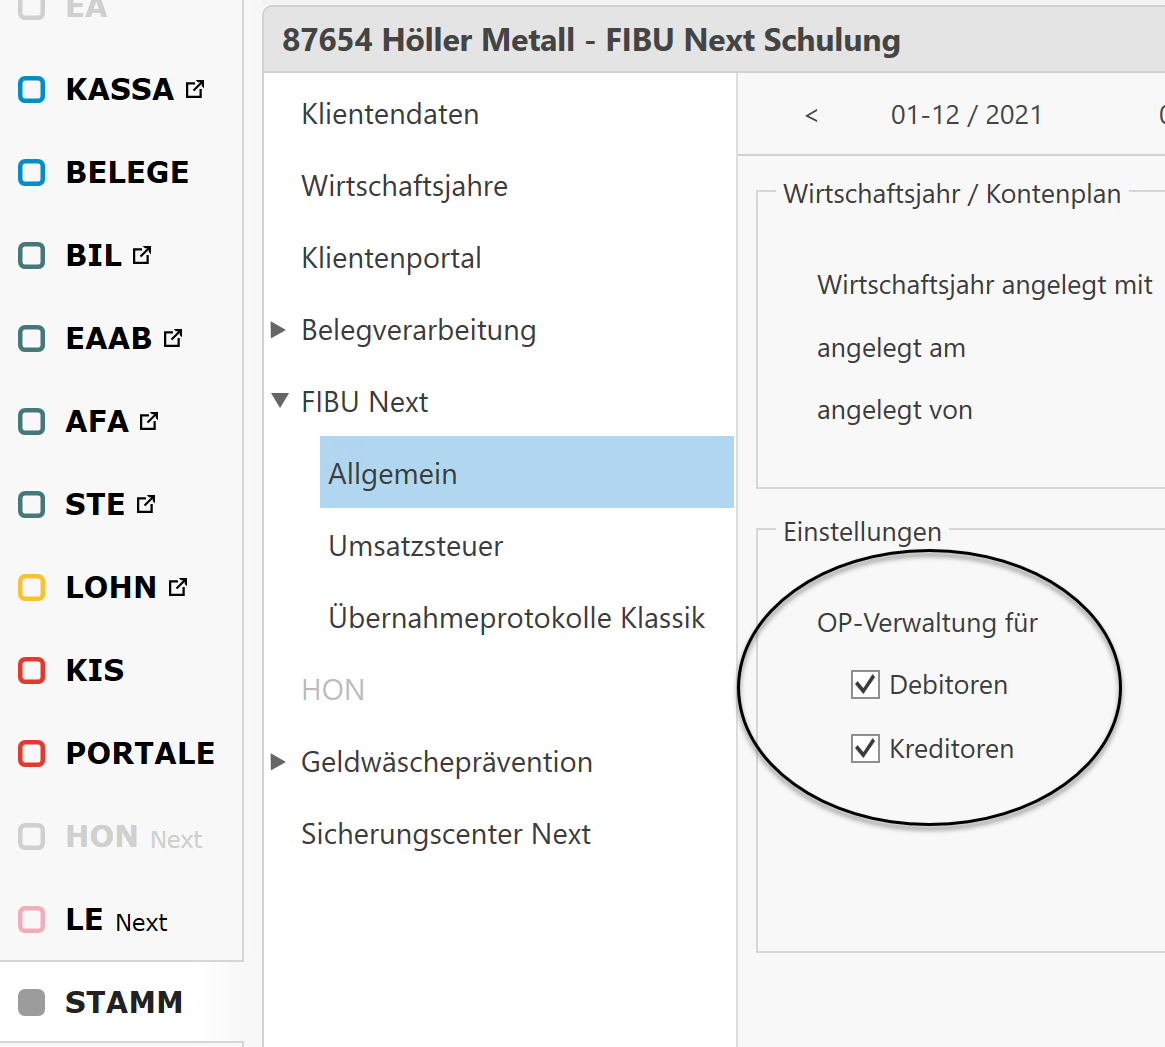 EA
KASSA
BELEGE
BIL
EAAB
AFA
STE
LOHN
KIS
PORTALE
HON Next
LE Next
STAMM
87654 Höller Metall - FIBU Next Schulung
Klientendaten
Wirtschaftsjahre
Klientenportal
Belegverarbeitung
FIBU Next
Allgemein
Umsatzsteuer
Übernahmeprotokolle Klassik
HON
Geldwäscheprävention
Sicherungscenter Next
< 01-12 / 2021
Wirtschaftsjahr / Kontenplan
Wirtschaftsjahr angelegt mit
angelegt am
angelegt von
Einstellungen
OP-Verwaltung für
Debitoren
Kreditoren